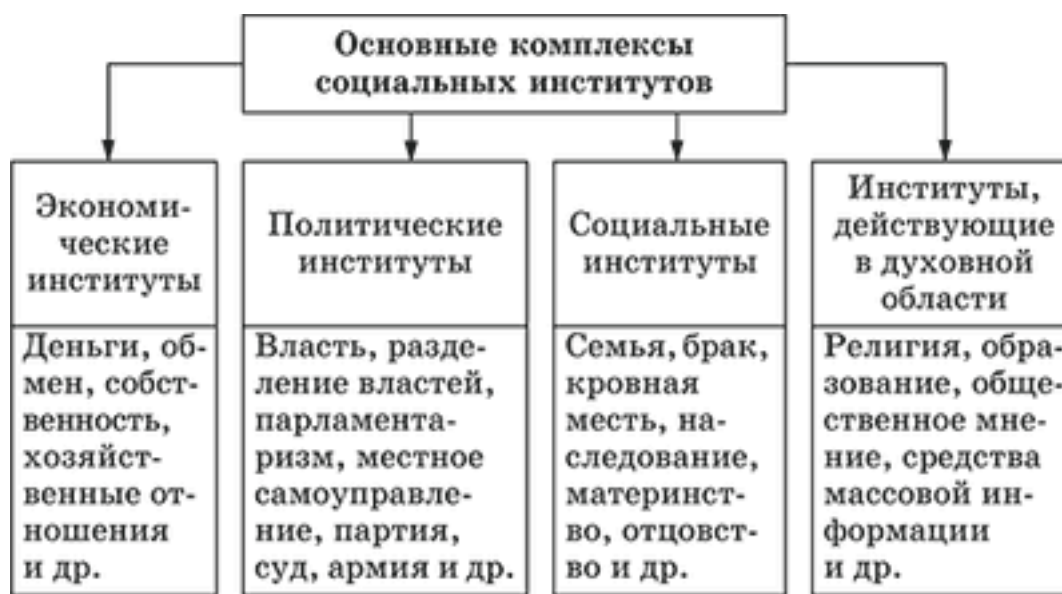 Основные комплексы
социальных институтов
Экономи-
ческие
институты
Политические
институты
Социальные
институты
Институты,
действующие
в духовной
области
Деньги, об-
мен, собст-
венность,
хозяйст-
венные от-
ношения
и др.
Власть, разде-
ление властей,
парламента-
ризм, местное
самоуправле-
ние, партия,
суд, армия и др.
Семья, брак,
кровная
месть, на-
следование,
материнст-
во, отцовст-
во и др.
Религия, обра-
зование, общe-
ственное мне-
ние, средства
массовой ин-
формации
и др.